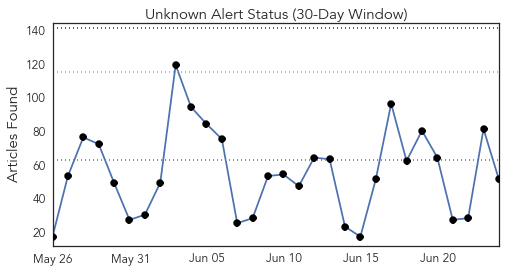 Unknown Alert Status (30-Day Window)
140
120
100
80
60
40
20
Articles Found
May 26
May 31
Jun 05
Jun 10
Jun 15
Jun 20